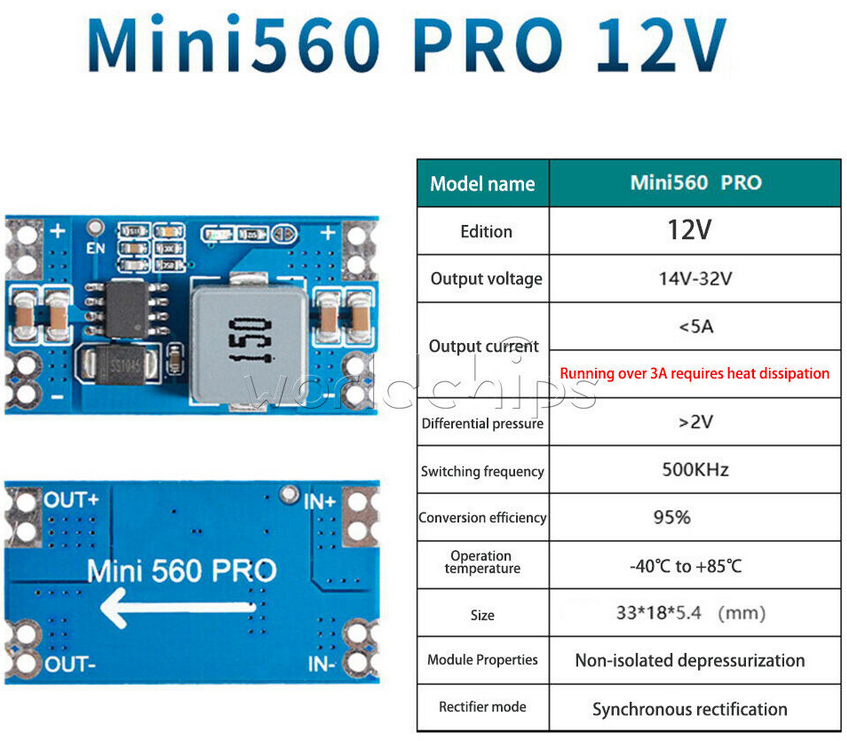 Mini560 PRO 12V
Model name Mini560 PRO
Edition 12V
Output voltage 14V-32V
Output current <5A
Running over 3A requires heat dissipation
Differential pressure >2V
Switching frequency 500KHz
Conversion efficiency 95%
Operation
temperature -40℃ to +85℃
Size 33*18*5.4 (mm)
Module Properties Non-isolated depressurization
Rectifier mode Synchronous rectification
+ EN +
150
SS1045
- -
worldchips
OUT+ IN+
Mini 560 PRO
OUT- IN-